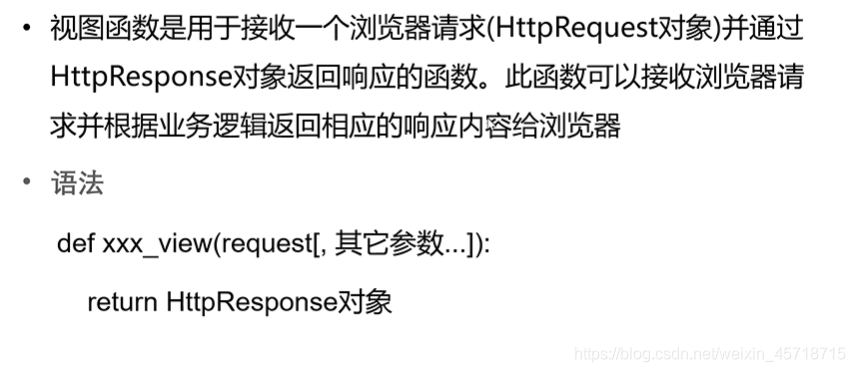 • 视图函数是用于接收一个浏览器请求(HttpRequest对象)并通过
HttpResponse对象返回响应的函数。此函数可以接收浏览器请
求并根据业务逻辑返回相应的响应内容给浏览器
• 语法
def xxx_view(request[, 其它参数...]):
return HttpResponse对象
https://blog.csdn.net/weixin_45718715